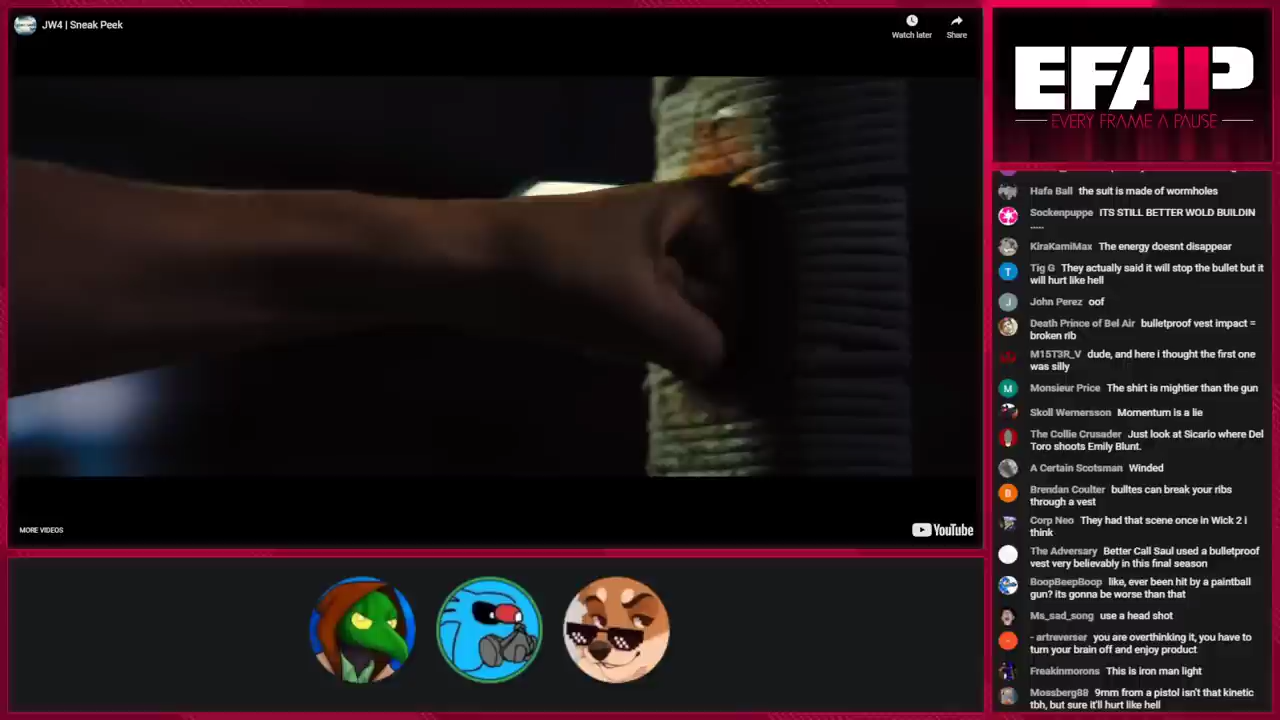 JW4 | Sneak Peek
Watch later
Share
MORE VIDEOS
YouTube
EFAP
EVERY FRAME A PAUSE
Hafa Ball the suit is made of wormholes
Sockenpuppe ITS STILL BETTER WOLD BUILDIN
.....
KiraKamiMax The energy doesnt disappear
Tig G They actually said it will stop the bullet but it
will hurt like hell
John Perez oof
Death Prince of Bel Air bulletproof vest impact =
broken rib
M15T3R_V dude, and here i thought the first one
was silly
Monsieur Price The shirt is mightier than the gun
Skoll Wernersson Momentum is a lie
The Collie Crusader Just look at Sicario where Del
Toro shoots Emily Blunt.
A Certain Scotsman Winded
Brendan Coulter bulltes can break your ribs
through a vest
Corp Neo They had that scene once in Wick 2 i
think
The Adversary Better Call Saul used a bulletproof
vest very believably in this final season
BoopBeepBoop like, ever been hit by a paintball
gun? its gonna be worse than that
Ms_sad_song use a head shot
- artreverser you are overthinking it, you have to
turn your brain off and enjoy product
Freakinmorons This is iron man light
Mossberg88 9mm from a pistol isn't that kinetic
tbh, but sure it'll hurt like hell